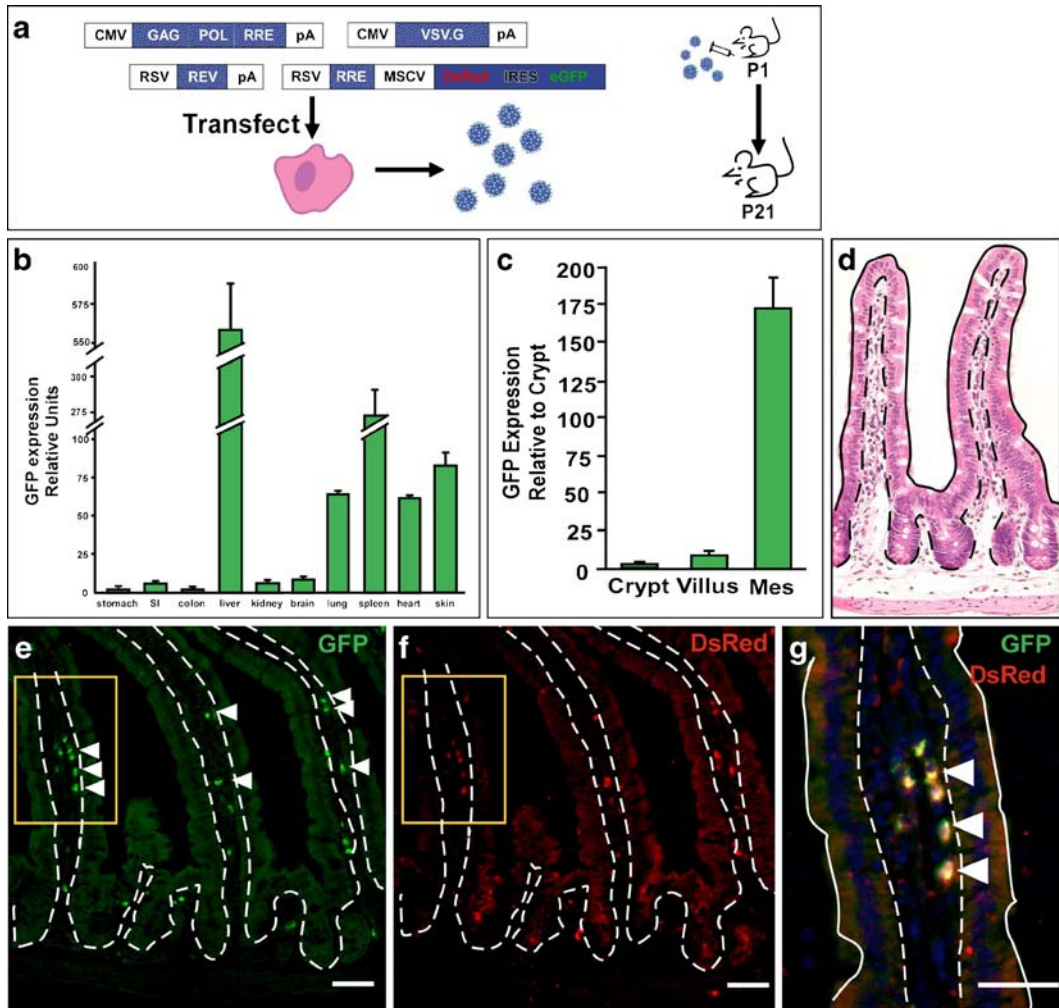 a
CMV GAG POL RRE pA
CMV VSV.G pA
RSV REV pA
RSV RRE MSCV DsRed IRES eGFP
Transfect
P1
P21
b
GFP expression
Relative Units
600
575
550
300
275
100
75
50
25
0
stomach SI colon liver kidney brain lung spleen heart skin
c
GFP Expression
Relative to Crypt
200
175
150
125
100
75
50
25
0
Crypt Villus Mes
d
e
GFP
f
DsRed
g
GFP
DsRed